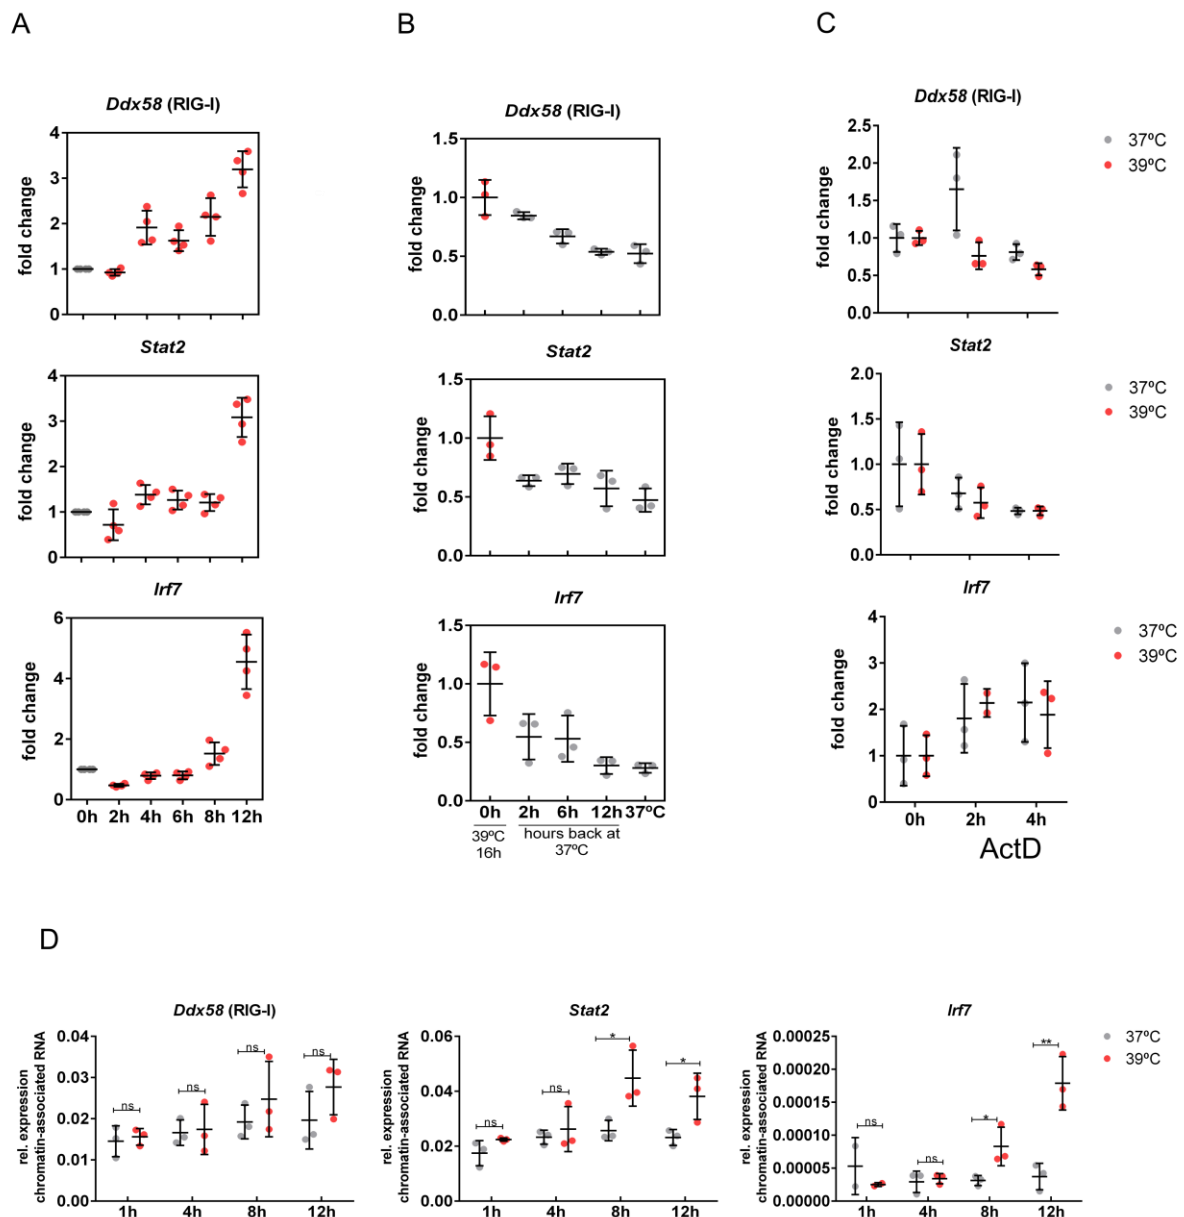 A
B
C
Ddx58 (RIG-I)
fold change
4
3
2
1
0
Stat2
fold change
4
3
2
1
0
Irf7
fold change
6
4
2
0
0h 2h 4h 6h 8h 12h
Ddx58 (RIG-I)
fold change
1.5
1.0
0.5
0.0
Stat2
fold change
1.5
1.0
0.5
0.0
Irf7
fold change
1.5
1.0
0.5
0.0
0h 2h 6h 12h 37ºC
39ºC
16h
hours back at
37ºC
Ddx58 (RIG-I)
fold change
2.5
2.0
1.5
1.0
0.5
0.0
37ºC
39ºC
Stat2
fold change
2.0
1.5
1.0
0.5
0.0
37ºC
39ºC
Irf7
fold change
4
3
2
1
0
0h 2h 4h
ActD
37ºC
39ºC
D
Ddx58 (RIG-I)
rel. expression
chromatin-associated RNA
0.04
0.03
0.02
0.01
0.00
ns ns ns ns
1h 4h 8h 12h
Stat2
rel. expression
chromatin-associated RNA
0.06
0.04
0.02
0.00
ns ns * *
1h 4h 8h 12h
Irf7
rel. expression
chromatin-associated RNA
0.00025
0.00020
0.00015
0.00010
0.00005
0.00000
ns ns * **
1h 4h 8h 12h
37ºC
39ºC